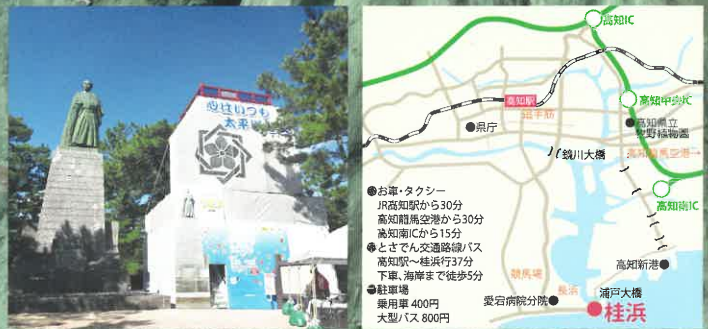 心はいつも
太平洋
高知IC
高知中央IC
高知駅
追手筋
県庁
高知県立
牧野植物園
高知龍馬空港→
鏡川大橋
高知南IC
お車・タクシー
JR高知駅から30分
高知龍馬空港から30分
高知南ICから15分
とさでん交通路線バス
高知駅〜桂浜行37分
下車、海岸まで徒歩5分
駐車場
乗用車 400円
大型バス 800円
高知新港
競馬場
長浜
浦戸大橋
愛宕病院分院
桂浜